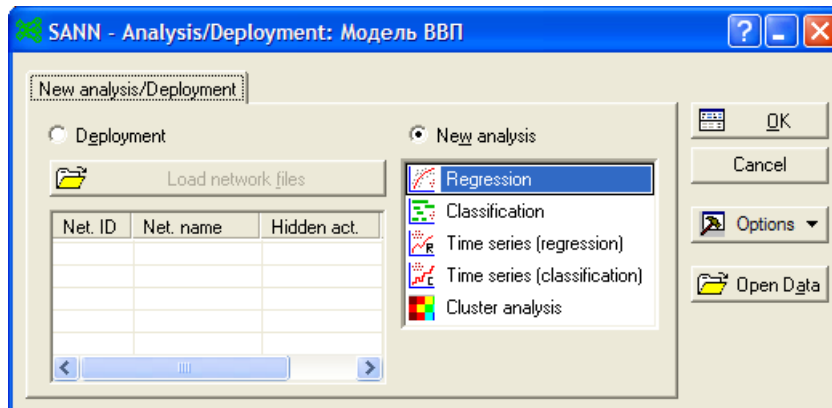 SANN - Analysis/Deployment: Модель ВВП
New analysis/Deployment
Deployment
New analysis
Load network files
Net. ID Net. name Hidden act.
Regression
Classification
Time series (regression)
Time series (classification)
Cluster analysis
OK
Cancel
Options
Open Data